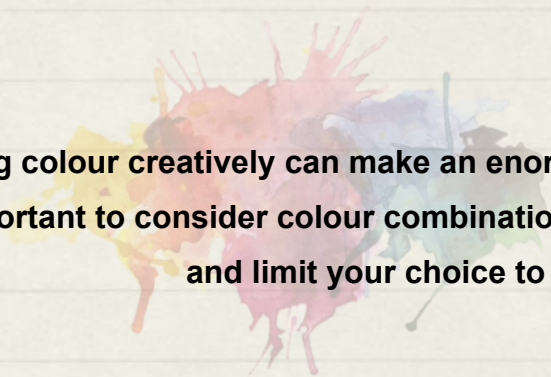 g colour creatively can make an enor
ortant to consider colour combinatio
and limit your choice to